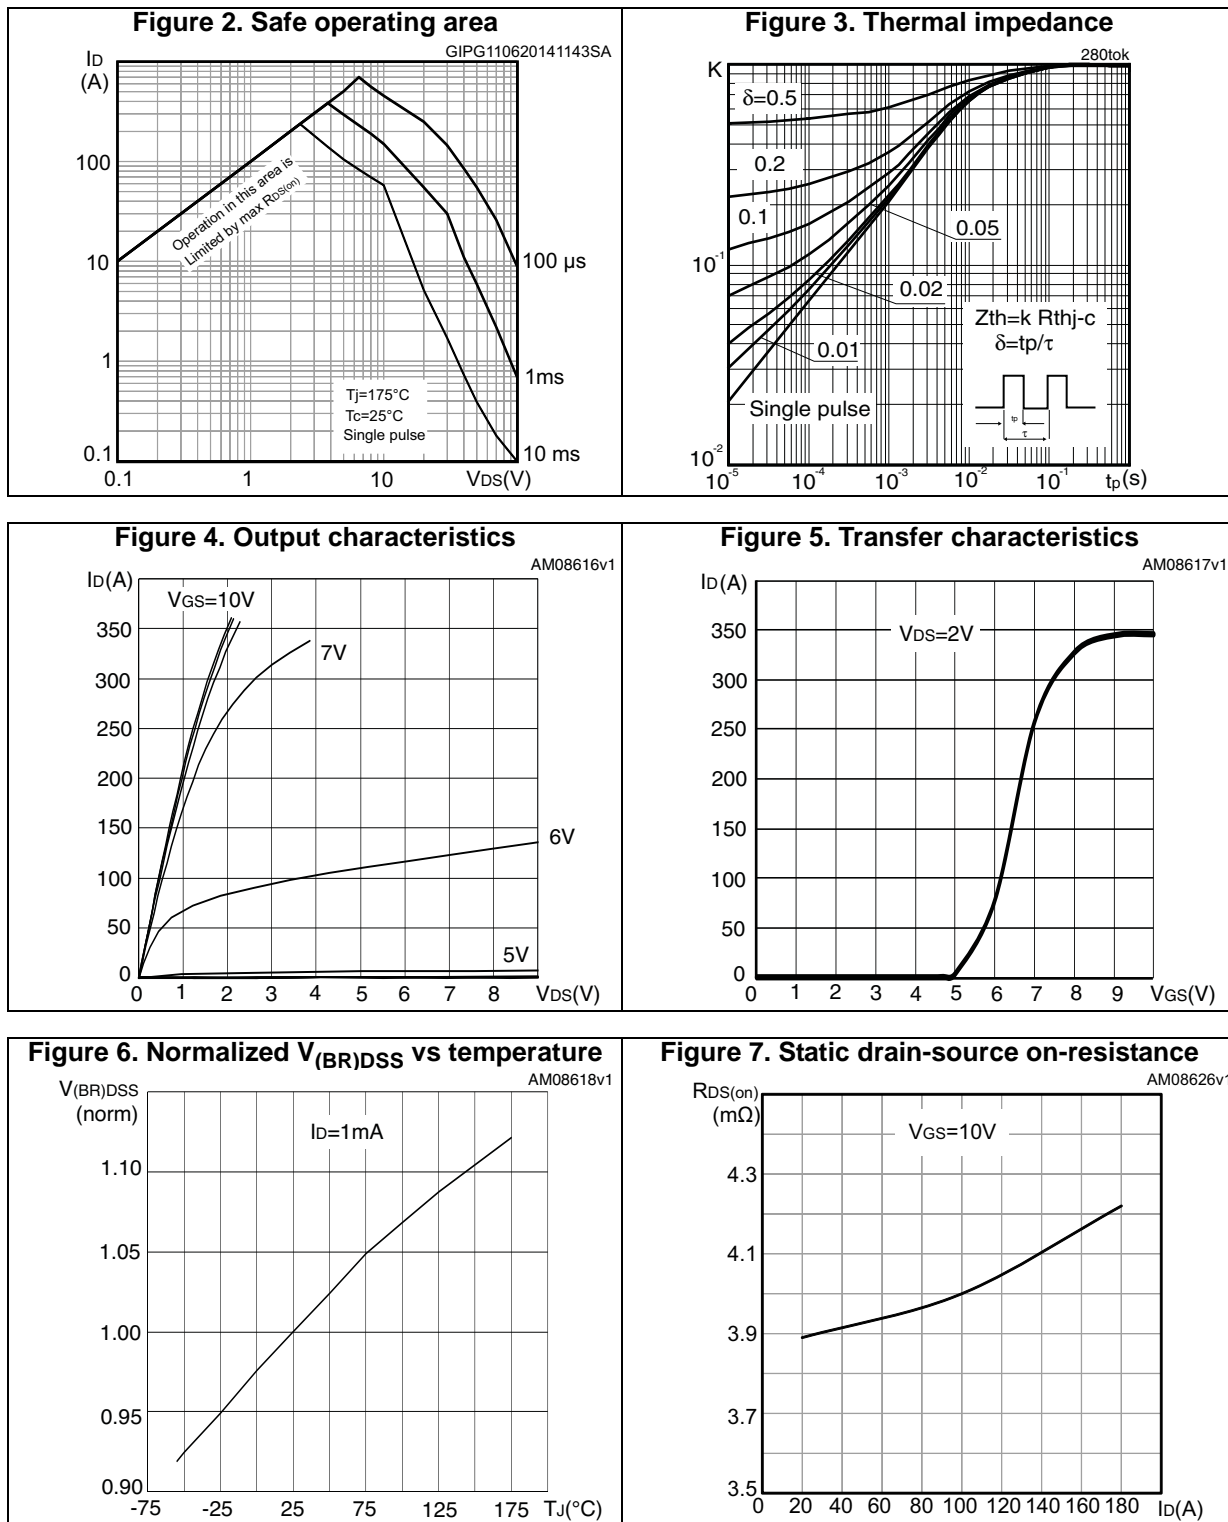 Figure 2. Safe operating area
GIPG110620141143SA
ID
(A)
100
10
1
0.1
0.1 1 10 VDS(V)
Operation in this area is
Limited by max RDS(on)
100 µs
1ms
10 ms
Tj=175°C
Tc=25°C
Single pulse
Figure 3. Thermal impedance
280tok
K
δ=0.5
0.2
0.1
0.05
0.02
0.01
Single pulse
10-1
10-2
10-5 10-4 10-3 10-2 10-1 tp(s)
Zth=k Rthj-c
δ=tp/τ
tp
τ
Figure 4. Output characteristics
AM08616v1
ID(A)
VGS=10V
7V
6V
5V
350
300
250
200
150
100
50
0
0 1 2 3 4 5 6 7 8 VDS(V)
Figure 5. Transfer characteristics
AM08617v1
ID(A)
VDS=2V
350
300
250
200
150
100
50
0
0 1 2 3 4 5 6 7 8 9 VGS(V)
Figure 6. Normalized V(BR)DSS vs temperature
AM08618v1
V(BR)DSS
(norm)
ID=1mA
1.10
1.05
1.00
0.95
0.90
-75 -25 25 75 125 175 TJ(°C)
Figure 7. Static drain-source on-resistance
AM08626v1
RDS(on)
(mΩ)
VGS=10V
4.3
4.1
3.9
3.7
3.5
0 20 40 60 80 100 120 140 160 180 ID(A)